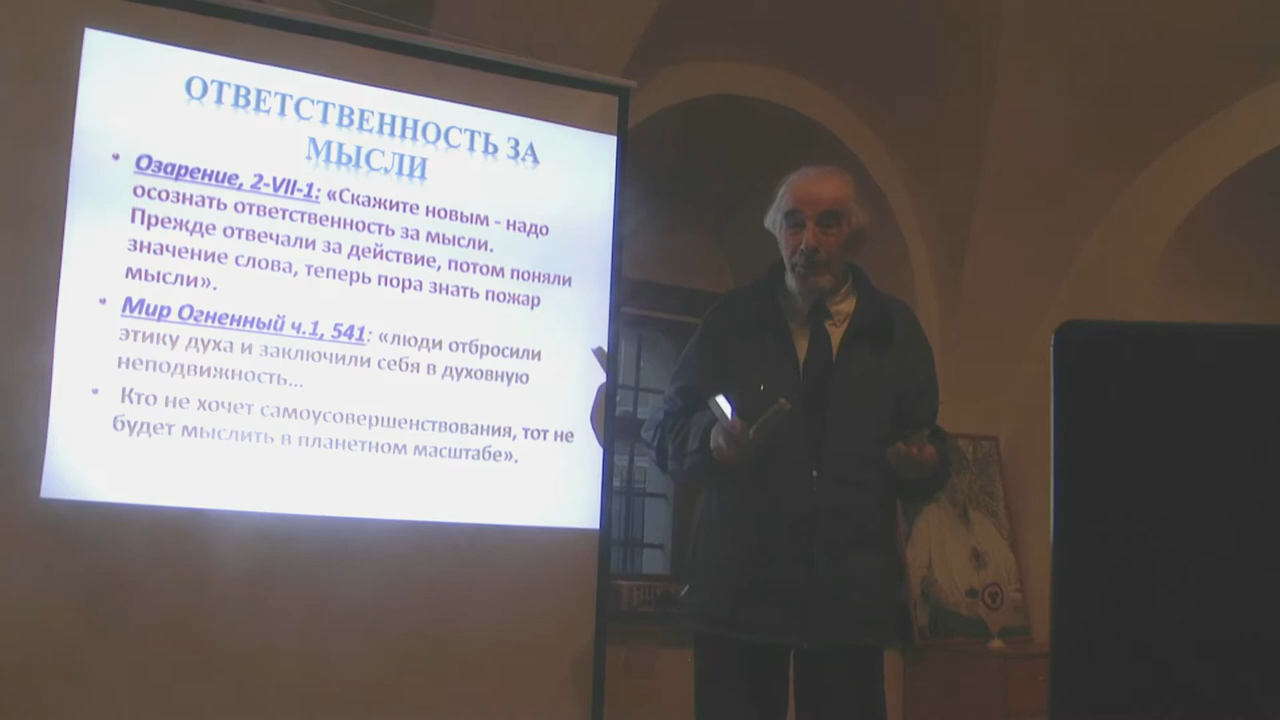 ОТВЕТСТВЕННОСТЬ ЗА
МЫСЛИ
• Озарение, 2-VII-1: «Скажите новым - надо
осознать ответственность за мысли.
Прежде отвечали за действие, потом поняли
значение слова, теперь пора знать пожар
мысли».
• Мир Огненный ч.1, 541: «люди отбросили
этику духа и заключили себя в духовную
неподвижность...
• Кто не хочет самоусовершенствования, тот не
будет мыслить в планетном масштабе».